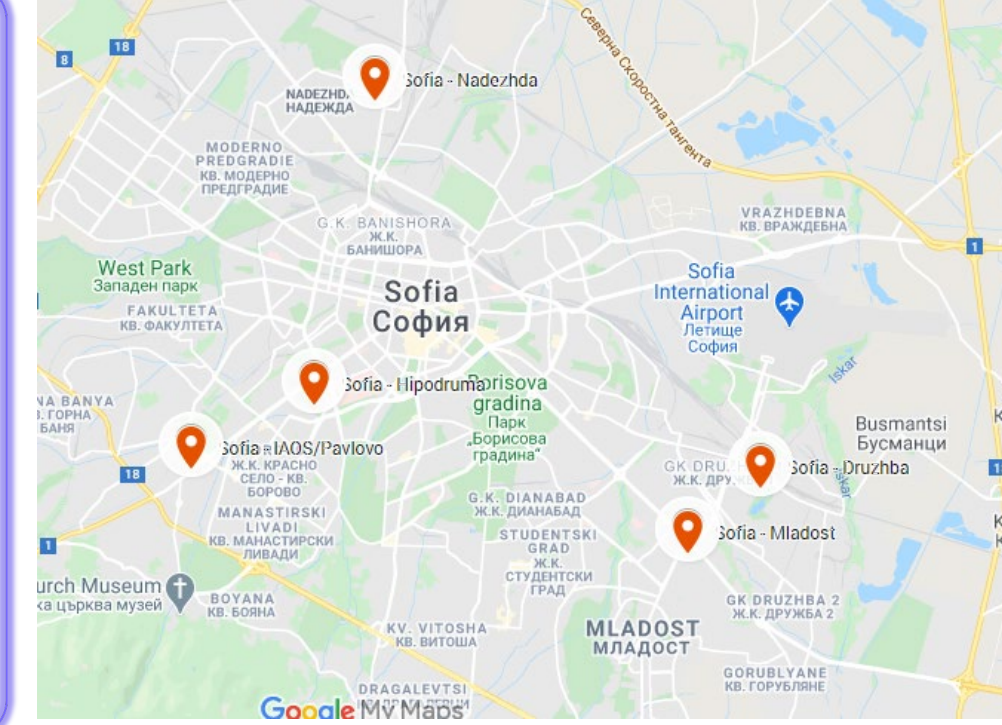 18
8
Sofia - Nadezhda
НАДЕЖДА
MODERNO
PREDGRADIE
КВ. МОДЕРНО
ПРЕДГРАДИЕ
Северна Скоростна тангента
G.K. BANISHORA
Ж.К.
БАНИШОРА
VRAZHDEBNA
КВ. ВРАЖДЕБНА
1
West Park
Западен парк
Sofia
София
Sofia
International
Airport
Летище
София
FAKULTETA
КВ. ФАКУЛТЕТА
Iskar
Sofia - Hipodruma
Borisova
gradina
Парк
„Борисова
градина“
NA BANYA
ГОРНА
БАНЯ
Busmantsi
Бусманци
Sofia - IAOS/Pavlovo
Ж.К. КРАСНО
СЕЛО - КВ.
БОРОВО
18
GK
Ж.К.
Sofia - Druzhba
MANASTIRSKI
LIVADI
КВ. МАНАСТИРСКИ
ЛИВАДИ
G.K. DIANABAD
Ж.К. ДИАНАБАД
STUDENTSKI
GRAD
Ж.К.
СТУДЕНТСКИ
ГРАД
Sofia - Mladost
1
Museum
църква музей
BOYANA
КВ. БОЯНА
GK DRUZHBA 2
Ж.К. ДРУЖБА 2
KV. VITOSHA
КВ. ВИТОША
MLADOST
МЛАДОСТ
GORUBLYANE
КВ. ГОРУБЛЯНЕ
DRAGALEVTSI
Google My Maps